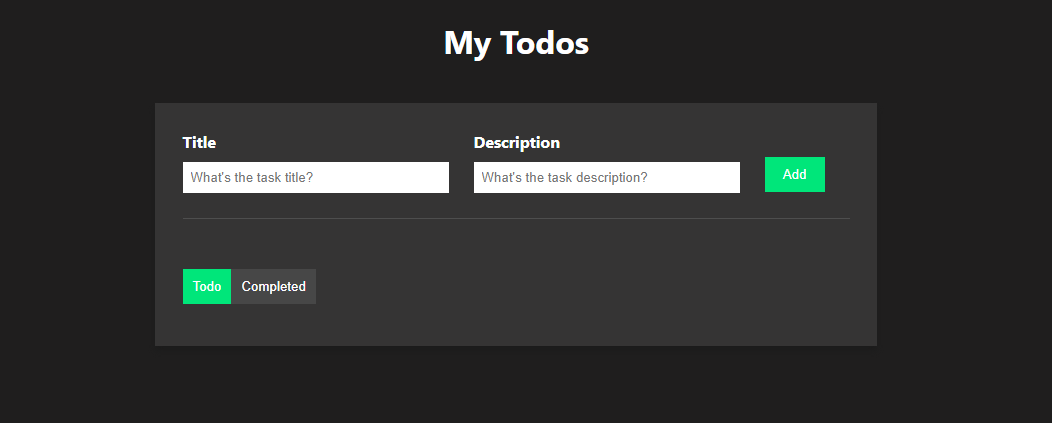 My Todos
Title
Description
What's the task title?
What's the task description?
Add
Todo
Completed